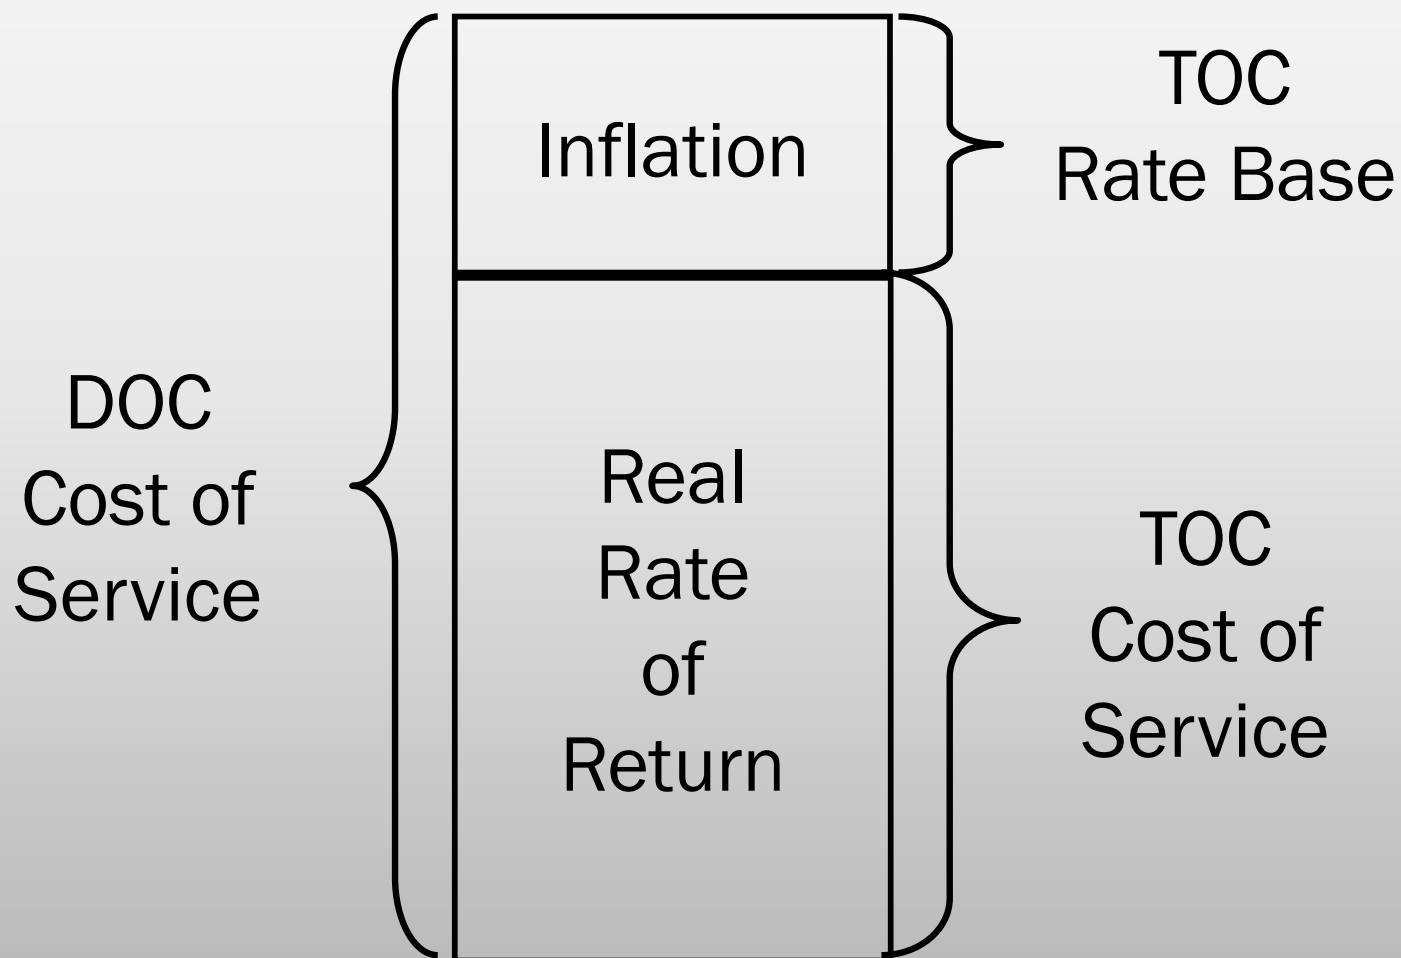 DOC
Cost of
Service
Inflation
Real
Rate
of
Return
TOC
Rate Base
TOC
Cost of
Service